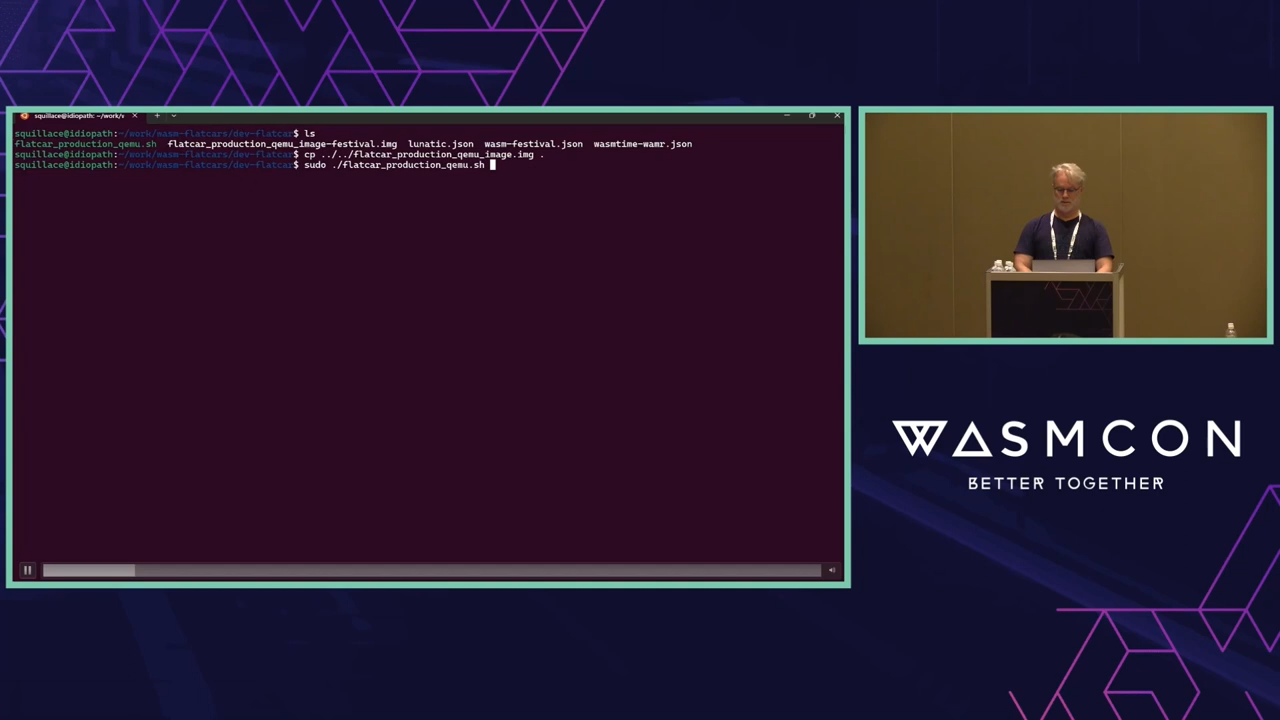 squillace@idiopath: ~/work/v
squillace@idiopath:~/work/wasm-flatcars/dev-flatcar$ ls
flatcar_production_qemu.sh flatcar_production_qemu_image-festival.img lunatic.json wasm-festival.json wasmtime-wamr.json
squillace@idiopath:~/work/wasm-flatcars/dev-flatcar$ cp ../../flatcar_production_qemu_image.img .
squillace@idiopath:~/work/wasm-flatcars/dev-flatcar$ sudo ./flatcar_production_qemu.sh
WASMCON
BETTER TOGETHER